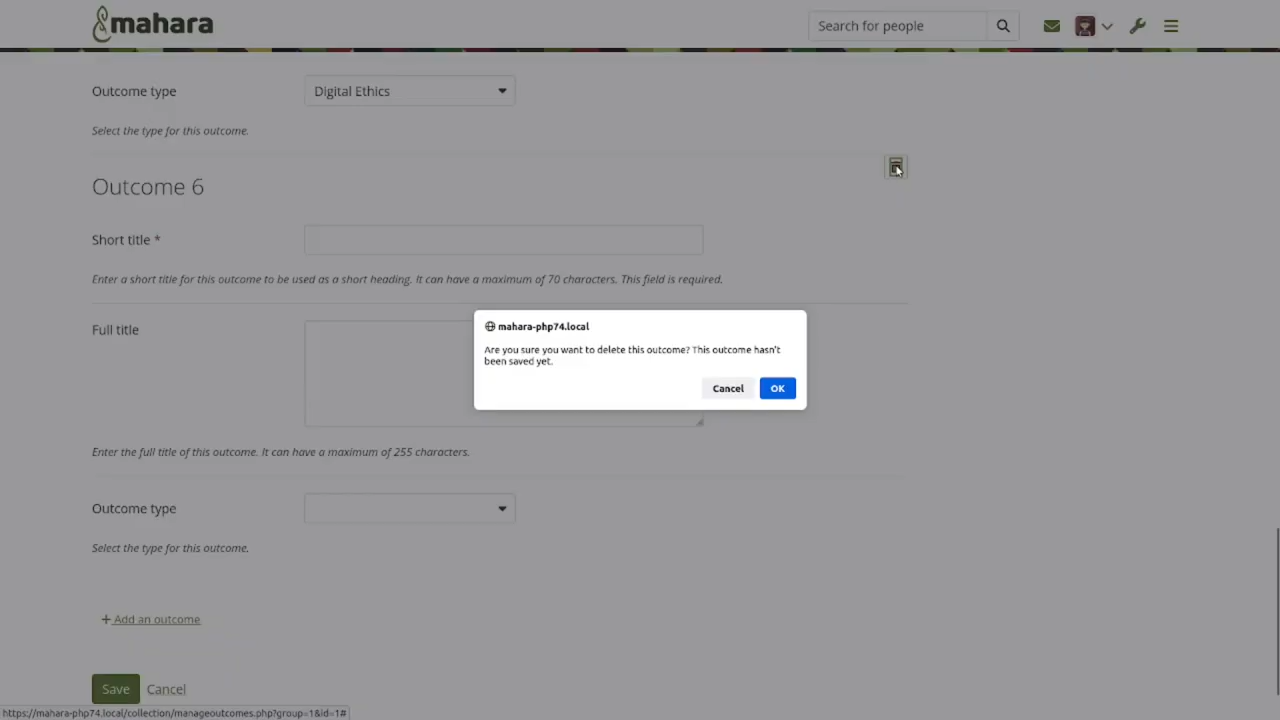 mahara
Search for people
Outcome type
Digital Ethics
Select the type for this outcome.
Outcome 6
Short title *
Enter a short title for this outcome to be used as a short heading. It can have a maximum of 70 characters. This field is required.
Full title
mahara-php74.local
Are you sure you want to delete this outcome? This outcome hasn't
been saved yet.
Cancel
OK
Enter the full title of this outcome. It can have a maximum of 255 characters.
Outcome type
Select the type for this outcome.
+ Add an outcome
Save
Cancel
https://mahara-php74.local/collection/manageoutcomes.php?group=1&id=1#